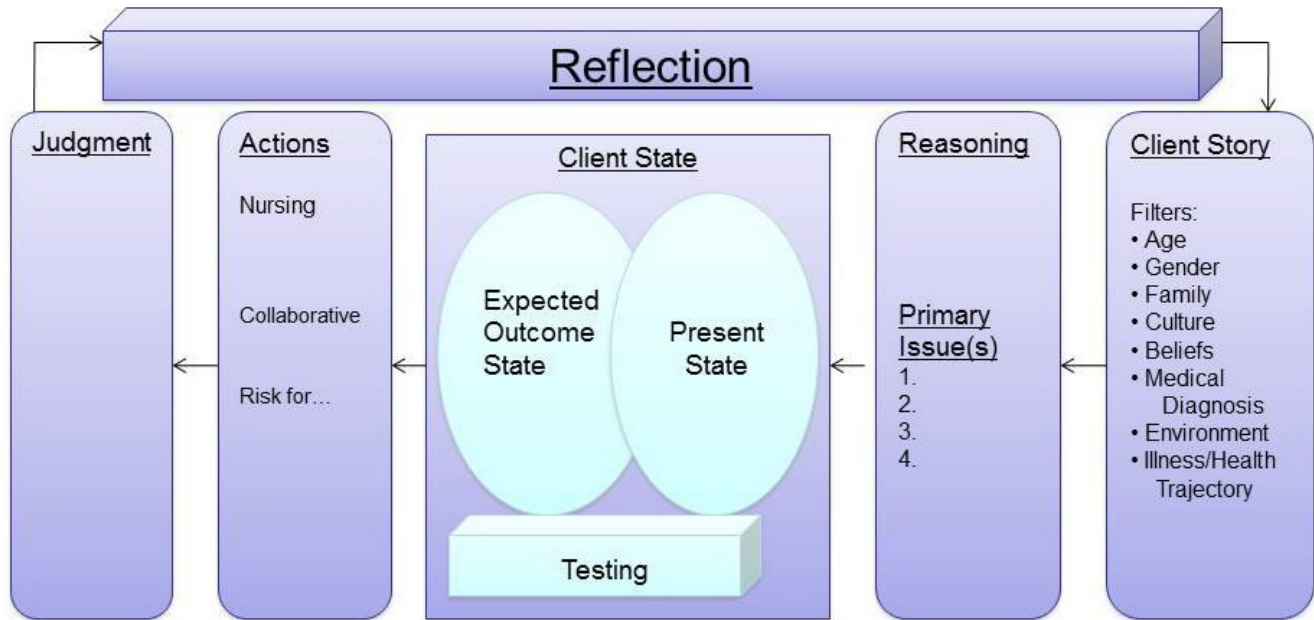 Reflection
Judgment
Actions
Nursing
Collaborative
Risk for…
Client State
Expected
Outcome
State
Present
State
Testing
Reasoning
Primary
Issue(s)
1.
2.
3.
4.
Client Story
Filters:
• Age
• Gender
• Family
• Culture
• Beliefs
• Medical
Diagnosis
• Environment
• Illness/Health
Trajectory